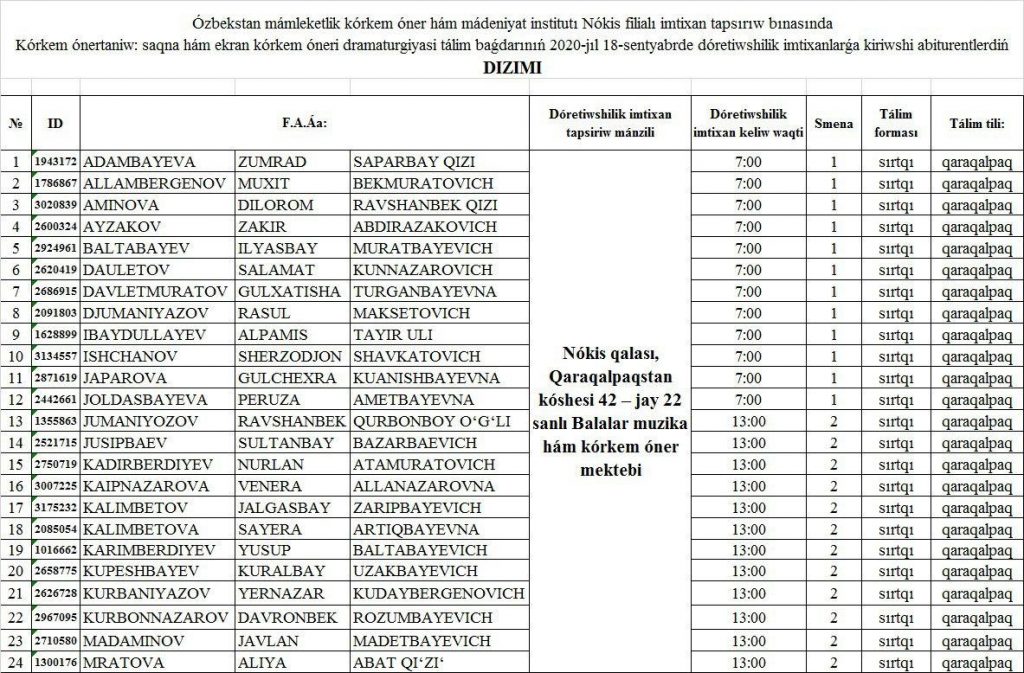 Ózbekstan mámleketlik kórkem óner hám mádeniyat institutı Nókis filialı imtixan tapsırıw bınasında
Kórkem ónertaniw: saqna hám ekran kórkem óneri dramaturgiyasi tálim baǵdarınıń 2020-jıl 18-sentyabrde dóretiwshilik imtixanlarǵa kiriwshi abiturentlerdiń
DIZIMI
№ ID F.A.Áa: Dóretiwshilik imtixan tapsiriw mánzili Dóretiwshilik imtixan keliw waqti Smena Tálim forması Tálim tili:
1 1943172 ADAMBAYEVA ZUMRAD SAPARBAY QIZI 7:00 1 sırtqı qaraqalpaq
2 1786867 ALLAMBERGENOV MUXIT BEKMURATOVICH 7:00 1 sırtqı qaraqalpaq
3 3020839 AMINOVA DILOROM RAVSHANBEK QIZI 7:00 1 sırtqı qaraqalpaq
4 2600324 AYZAKOV ZAKIR ABDIRAZAKOVICH 7:00 1 sırtqı qaraqalpaq
5 2924961 BALTABAYEV ILYASBAY MURATBAYEVICH 7:00 1 sırtqı qaraqalpaq
6 2620419 DAULETOV SALAMAT KUNNAZAROVICH 7:00 1 sırtqı qaraqalpaq
7 2686915 DAVLETMURATOV GULXATISHA TURGANBAYEVNA 7:00 1 sırtqı qaraqalpaq
8 2091803 DJUMANIYAZOV RASUL MAKSETOVICH 7:00 1 sırtqı qaraqalpaq
9 1628899 IBAYDULLAYEV ALPAMIS TAYIR ULI 7:00 1 sırtqı qaraqalpaq
10 3134557 ISHCHANOV SHERZODJON SHAVKATOVICH 7:00 1 sırtqı qaraqalpaq
11 2871619 JAPAROVA GULCHEXRA KUANISHBAYEVNA 7:00 1 sırtqı qaraqalpaq
12 2442661 JOLDASBAYEVA PERUZA AMETBAYEVNA 7:00 1 sırtqı qaraqalpaq
Nókis qalası,
Qaraqalpaqstan
kóshesi 42 – jay 22
sanlı Balalar muzika
hám kórkem óner
mektebi
13 1355863 JUMANIYOZOV RAVSHANBEK QURBONBOY O‘G‘LI 13:00 2 sırtqı qaraqalpaq
14 2521715 JUSIPBAEV SULTANBAY BAZARBAEVICH 13:00 2 sırtqı qaraqalpaq
15 2750719 KADIRBERDIYEV NURLAN ATAMURATOVICH 13:00 2 sırtqı qaraqalpaq
16 3007225 KAIPNAZAROVA VENERA ALLANAZAROVNA 13:00 2 sırtqı qaraqalpaq
17 3175232 KALIMBETOV JALGASBAY ZARIPBAYEVICH 13:00 2 sırtqı qaraqalpaq
18 2085054 KALIMBETOVA SAYERA ARTIQBAYEVNA 13:00 2 sırtqı qaraqalpaq
19 1016662 KARIMBERDIYEV YUSUP BALTABAYEVICH 13:00 2 sırtqı qaraqalpaq
20 2658775 KUPESHBAYEV KURALBAY UZAKBAYEVICH 13:00 2 sırtqı qaraqalpaq
21 2626728 KURBANIYAZOV YERNAZAR KUDAYBERGENOVICH 13:00 2 sırtqı qaraqalpaq
22 2967095 KURBONNAZAROV DAVRONBEK ROZUMBAYEVICH 13:00 2 sırtqı qaraqalpaq
23 2710580 MADAMINOV JAVLAN MADETBAYEVICH 13:00 2 sırtqı qaraqalpaq
24 1300176 MRATOVA ALIYA ABAT QI‘ZI‘ 13:00 2 sırtqı qaraqalpaq